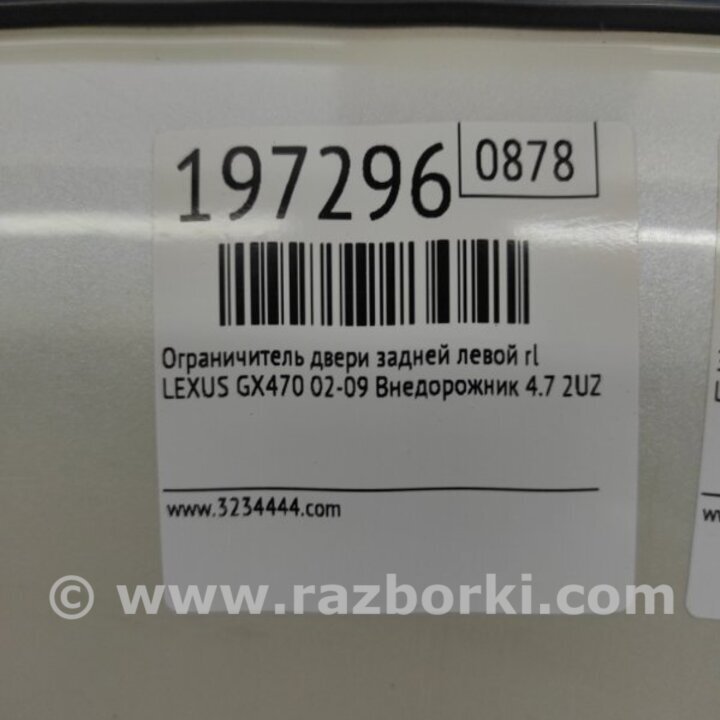 197296 0878
Ограничитель двери задней левой rl
LEXUS GX470 02-09 Внедорожник 4.7 2UZ
www.3234444.com
© www.razborki.com